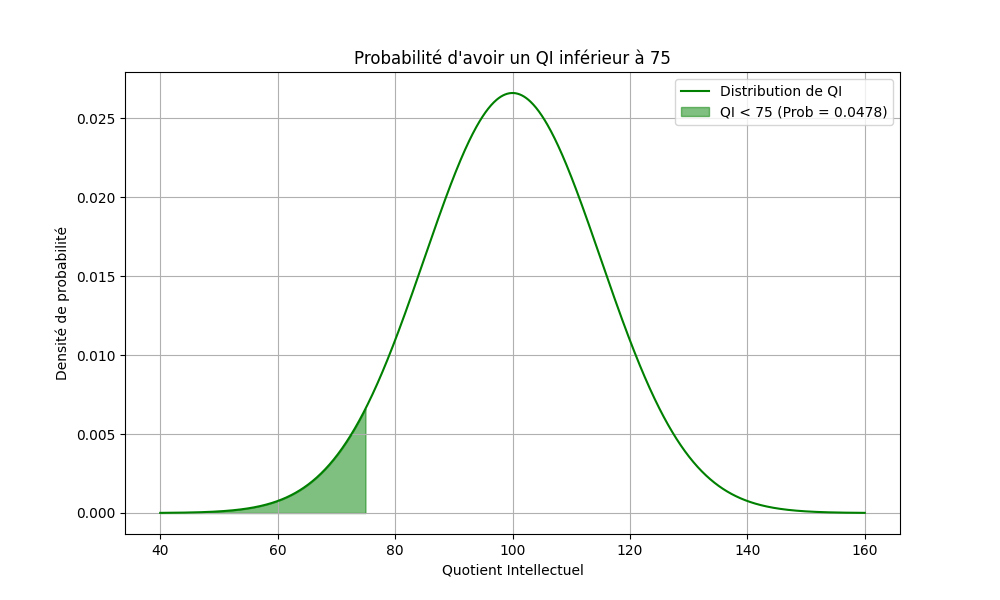 Probabilité d'avoir un QI inférieur à 75
Distribution de QI
QI < 75 (Prob = 0.0478)
Densité de probabilité
0.025
0.020
0.015
0.010
0.005
0.000
40 60 80 100 120 140 160
Quotient Intellectuel